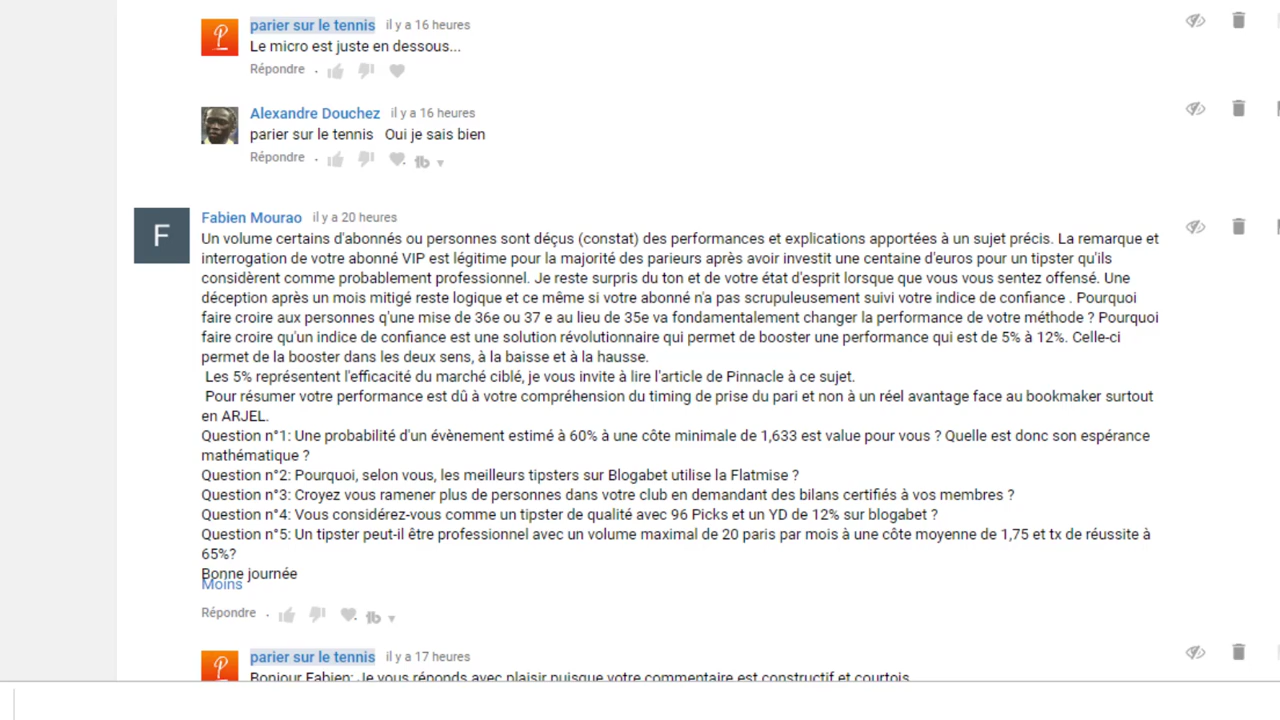 parier sur le tennis il y a 16 heures
Le micro est juste en dessous...
Répondre
Alexandre Douchez il y a 16 heures
parier sur le tennis Oui je sais bien
Répondre
F
Fabien Mourao il y a 20 heures
Un volume certains d'abonnés ou personnes sont déçus (constat) des performances et explications apportées à un sujet précis. La remarque et
interrogation de votre abonné VIP est légitime pour la majorité des parieurs après avoir investit une centaine d'euros pour un tipster qu'ils
considèrent comme probablement professionnel. Je reste surpris du ton et de votre état d'esprit lorsque que vous vous sentez offensé. Une
déception après un mois mitigé reste logique et ce même si votre abonné n'a pas scrupuleusement suivi votre indice de confiance . Pourquoi
faire croire aux personnes q'une mise de 36e ou 37 e au lieu de 35e va fondamentalement changer la performance de votre méthode ? Pourquoi
faire croire qu'un indice de confiance est une solution révolutionnaire qui permet de booster une performance qui est de 5% à 12%. Celle-ci
permet de la booster dans les deux sens, à la baisse et à la hausse.
Les 5% représentent l'efficacité du marché ciblé, je vous invite à lire l'article de Pinnacle à ce sujet.
Pour résumer votre performance est dû à votre compréhension du timing de prise du pari et non à un réel avantage face au bookmaker surtout
en ARJEL.
Question n°1: Une probabilité d'un évènement estimé à 60% à une côte minimale de 1,633 est value pour vous ? Quelle est donc son espérance
mathématique ?
Question n°2: Pourquoi, selon vous, les meilleurs tipsters sur Blogabet utilise la Flatmise ?
Question n°3: Croyez vous ramener plus de personnes dans votre club en demandant des bilans certifiés à vos membres ?
Question n°4: Vous considérez-vous comme un tipster de qualité avec 96 Picks et un YD de 12% sur blogabet ?
Question n°5: Un tipster peut-il être professionnel avec un volume maximal de 20 paris par mois à une côte moyenne de 1,75 et tx de réussite à
65%?
Bonne journée
Moins
Répondre
parier sur le tennis il y a 17 heures
Bonjour Fabien: Je vous réponds avec plaisir puisque votre commentaire est constructif et courtois